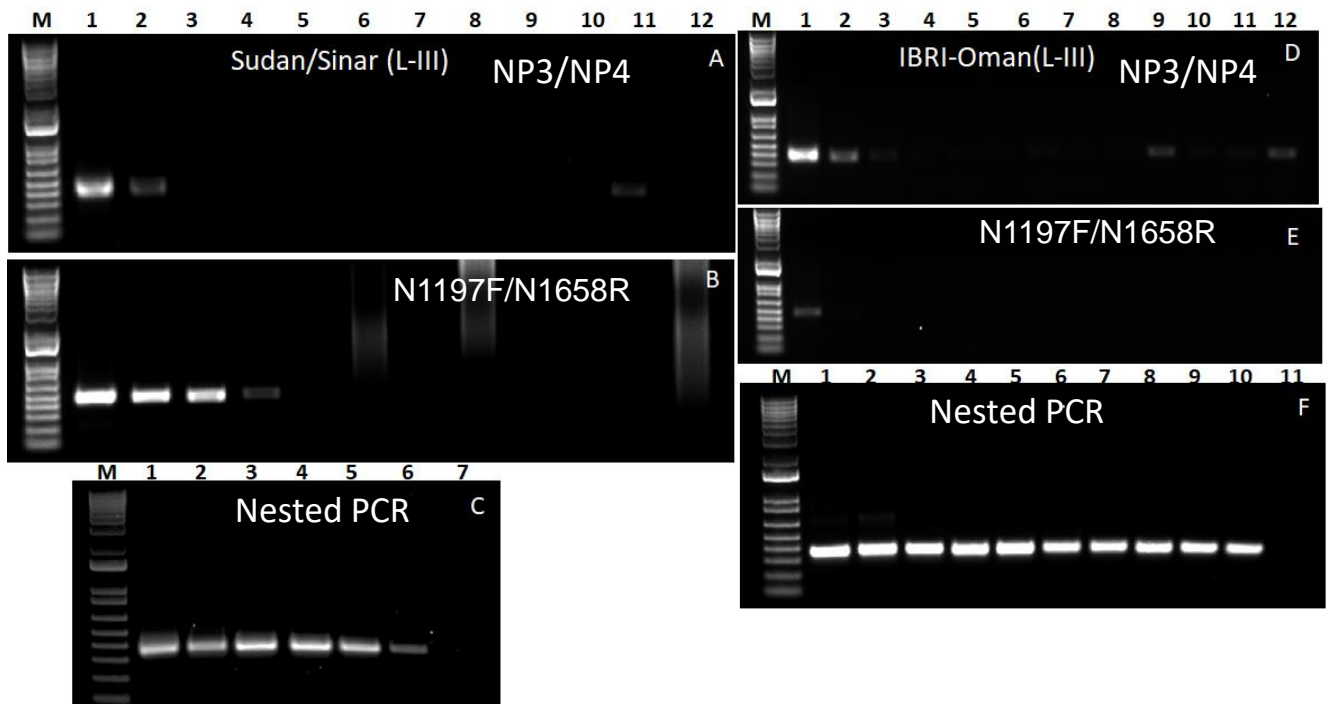 M 1 2 3 4 5 6 7 8 9 10 11 12
Sudan/Sinar (L-III) NP3/NP4 A
N1197F/N1658R B
M 1 2 3 4 5 6 7
Nested PCR C
M 1 2 3 4 5 6 7 8 9 10 11 12
IBRI-Oman(L-III) NP3/NP4 D
N1197F/N1658R E
M 1 2 3 4 5 6 7 8 9 10 11
Nested PCR F